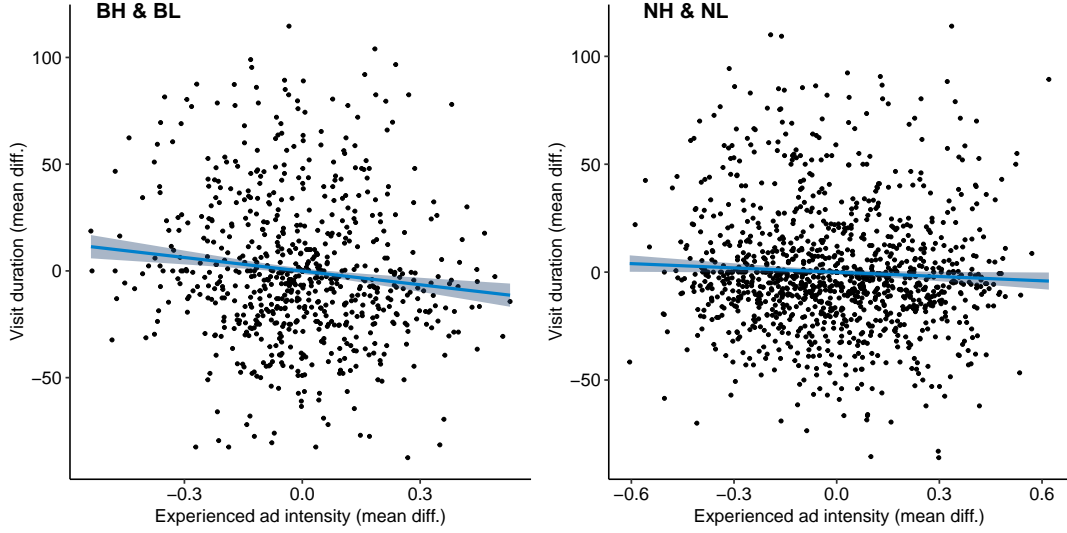 BH & BL
Visit duration (mean diff.)
100
50
0
−50
−0.3 0.0 0.3
Experienced ad intensity (mean diff.)
NH & NL
Visit duration (mean diff.)
100
50
0
−50
−0.6 −0.3 0.0 0.3 0.6
Experienced ad intensity (mean diff.)